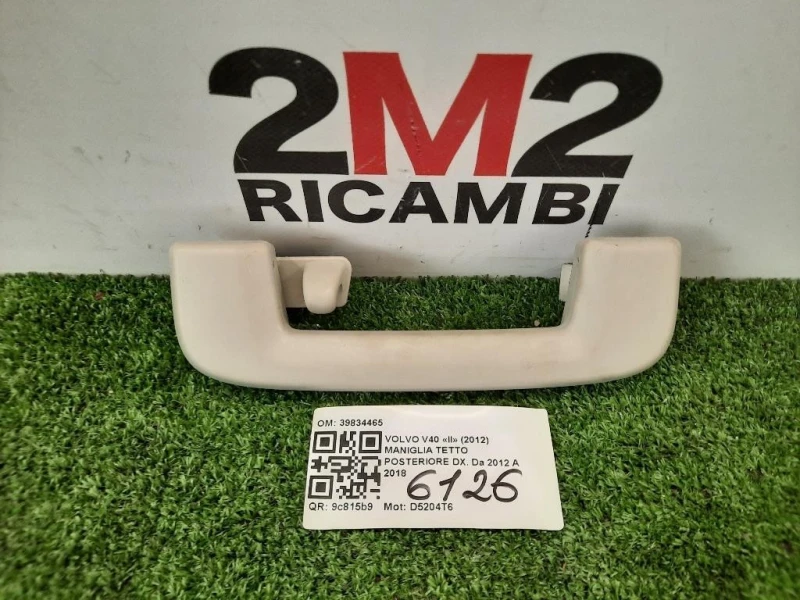 2M2
RICAMBI
OM: 39834465
VOLVO V40 «II» (2012)
MANIGLIA TETTO
POSTERIORE DX. Da 2012 A
2018
6126
QR: 9c815b9 Mot: D5204T6